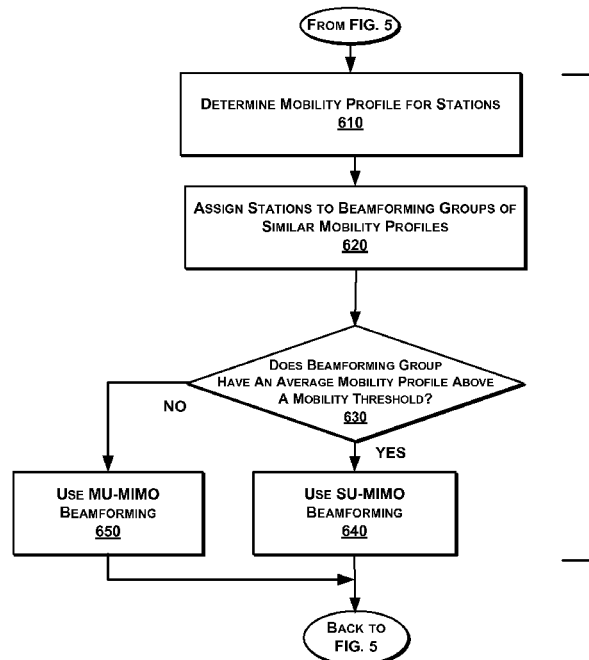 FROM FIG. 5
DETERMINE MOBILITY PROFILE FOR STATIONS
610
ASSIGN STATIONS TO BEAMFORMING GROUPS OF
SIMILAR MOBILITY PROFILES
620
DOES BEAMFORMING GROUP
HAVE AN AVERAGE MOBILITY PROFILE ABOVE
A MOBILITY THRESHOLD?
630
NO
YES
USE MU-MIMO
BEAMFORMING
650
USE SU-MIMO
BEAMFORMING
640
BACK TO
FIG. 5